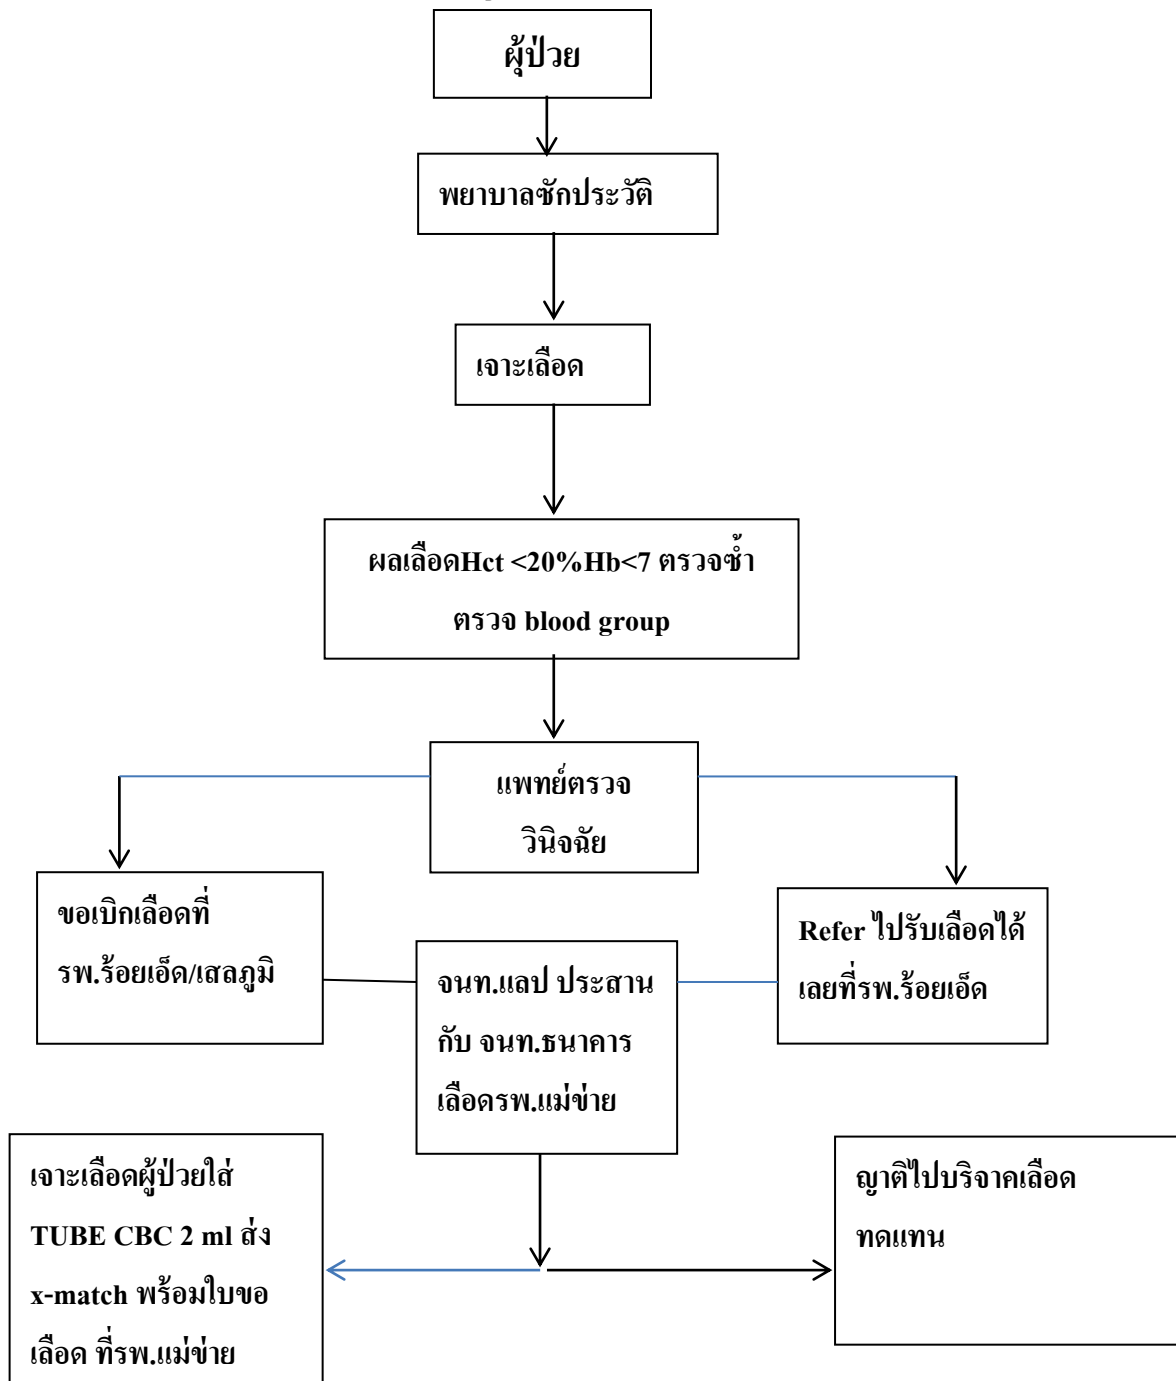 ผู้ป่วย
พยาบาลซักประวัติ
เจาะเลือด
ผลเลือดHct <20%Hb<7 ตรวจซ้ำ
ตรวจ blood group
แพทย์ตรวจ
วินิจฉัย
ขอเบิกเลือดที่
รพ.ร้อยเอ็ด/เสลภูมิ
จนท.แลป ประสาน
กับ จนท.ธนาคาร
เลือดรพ.แม่ข่าย
Refer ไปรับเลือดได้
เลยที่รพ.ร้อยเอ็ด
เจาะเลือดผู้ป่วยใส่
TUBE CBC 2 ml ส่ง
x-match พร้อมใบขอ
เลือด ที่รพ.แม่ข่าย
ญาติไปบริจาคเลือด
ทดแทน